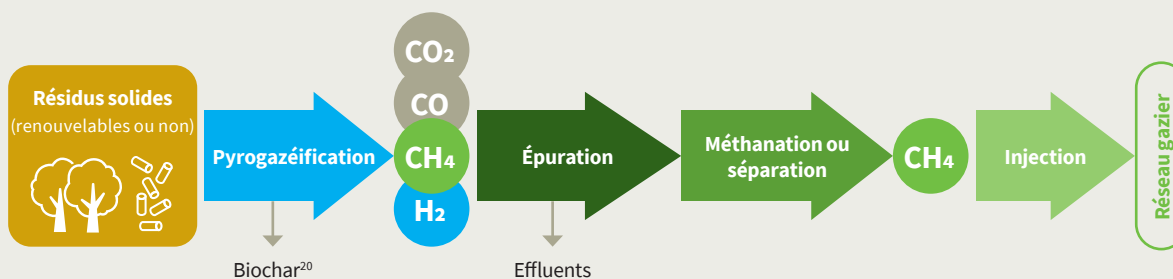 Résidus solides
(renouvelables ou non)
Pyrogazéification
CO₂
CO
CH₄
H₂
Épuration
Méthanation ou
séparation
CH₄
Injection
Réseau gazier
Biochar²⁰
Effluents